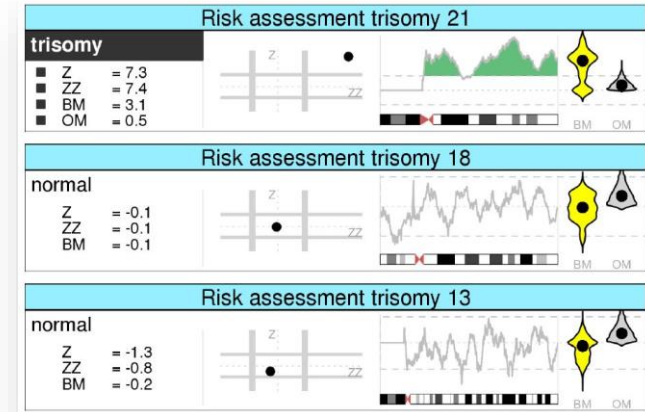 Risk assessment trisomy 21
trisomy
Z = 7.3
ZZ = 7.4
BM = 3.1
OM = 0.5
Z
ZZ
BM OM
Risk assessment trisomy 18
normal
Z = -0.1
ZZ = -0.1
BM = -0.1
Z
ZZ
BM OM
Risk assessment trisomy 13
normal
Z = -1.3
ZZ = -0.8
BM = -0.2
Z
ZZ
BM OM